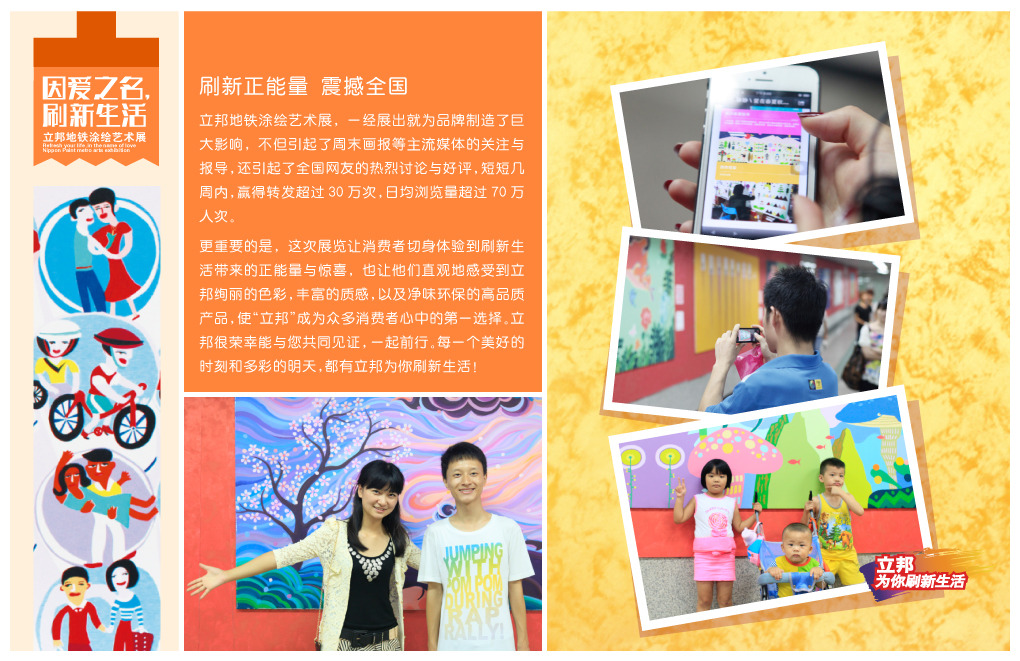 因爱之名，
刷新生活
立邦地铁涂绘艺术展
Refresh your life, in the name of love
Nippon Paint metro arts exhibition
刷新正能量 震撼全国
立邦地铁涂绘艺术展，一经展出就为品牌制造了巨
大影响，不但引起了周末画报等主流媒体的关注与
报导，还引起了全国网友的热烈讨论与好评，短短几
周内，赢得转发超过 30 万次，日均浏览量超过 70 万
人次。
更重要的是，这次展览让消费者切身体验到刷新生
活带来的正能量与惊喜，也让他们直观地感受到立
邦绚丽的色彩，丰富的质感，以及净味环保的高品质
产品，使“立邦”成为众多消费者心中的第一选择。立
邦很荣幸能与您共同见证，一起前行。每一个美好的
时刻和多彩的明天，都有立邦为你刷新生活！
JUMPING
WITH
POM POM
DURING
RAP
RALLY!
立邦
为你刷新生活